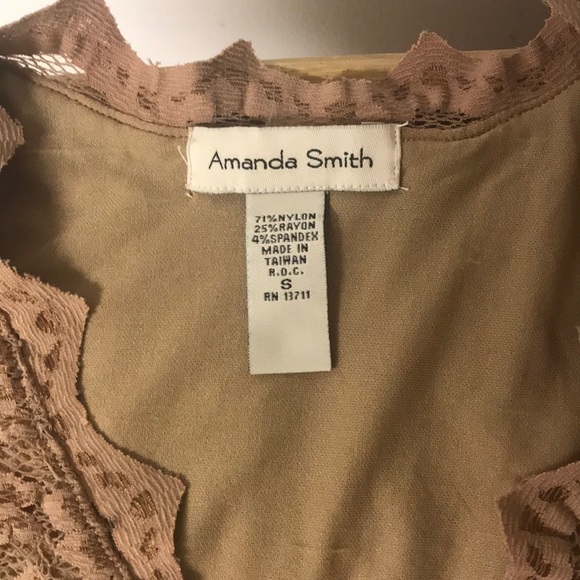 Amanda Smith
71%NYLON
25%RAYON
4%SPANDEX
MADE IN
TAIWAN
R.O.C.
S
RN 13711